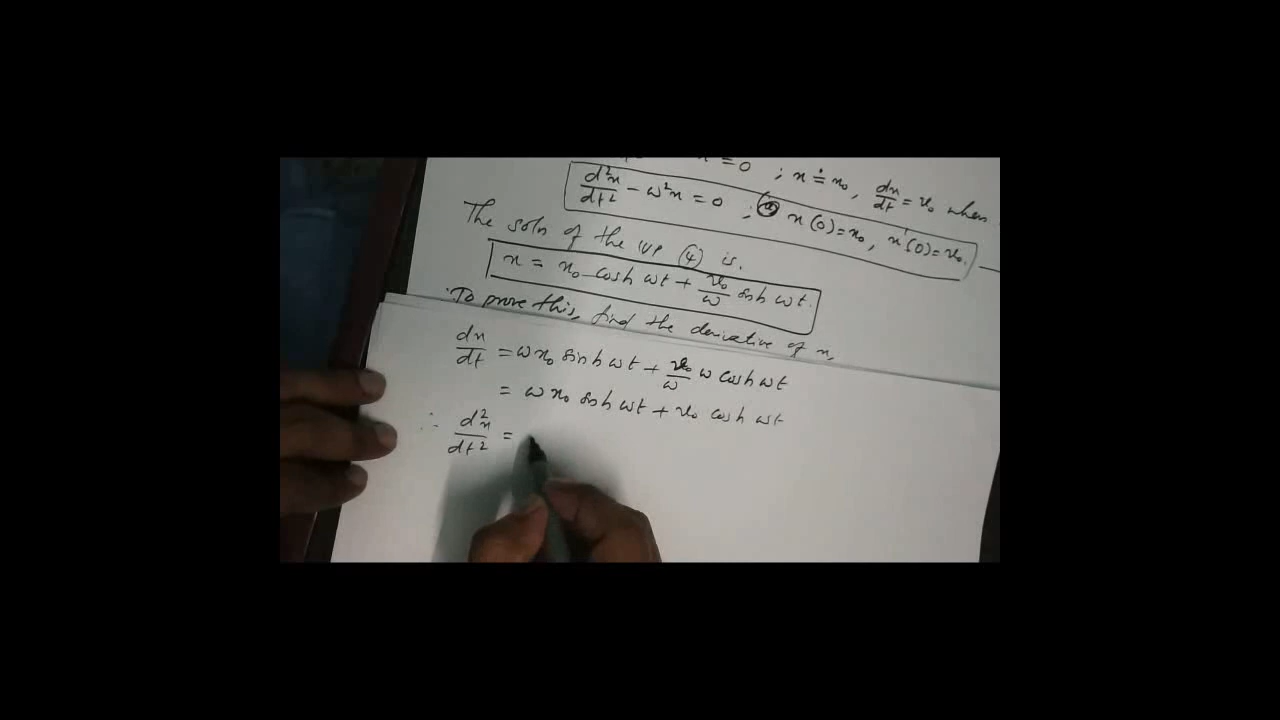 x = 0 ; x = x₀, dx/dt = v₀ when
d²x/dt² - ω²x = 0 ; x(0) = x₀, x'(0) = v₀.
The soln of the IVP (4) is.
x = x₀ cosh ωt + v₀/ω sinh ωt.
To prove this, find the derivative of x,
dx/dt = ωx₀ sinh ωt + v₀/ω ω cosh ωt
= ωx₀ sinh ωt + v₀ cosh ωt
∴ d²x/dt² =